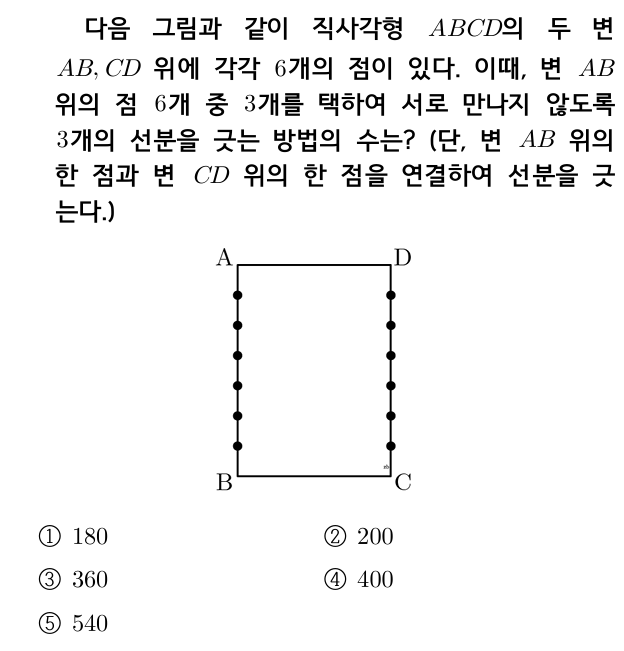 다음 그림과 같이 직사각형 ABCD의 두 변
AB, CD 위에 각각 6개의 점이 있다. 이때, 변 AB
위의 점 6개 중 3개를 택하여 서로 만나지 않도록
3개의 선분을 긋는 방법의 수는? (단, 변 AB 위의
한 점과 변 CD 위의 한 점을 연결하여 선분을 긋
는다.)
A D
B C
① 180 ② 200
③ 360 ④ 400
⑤ 540